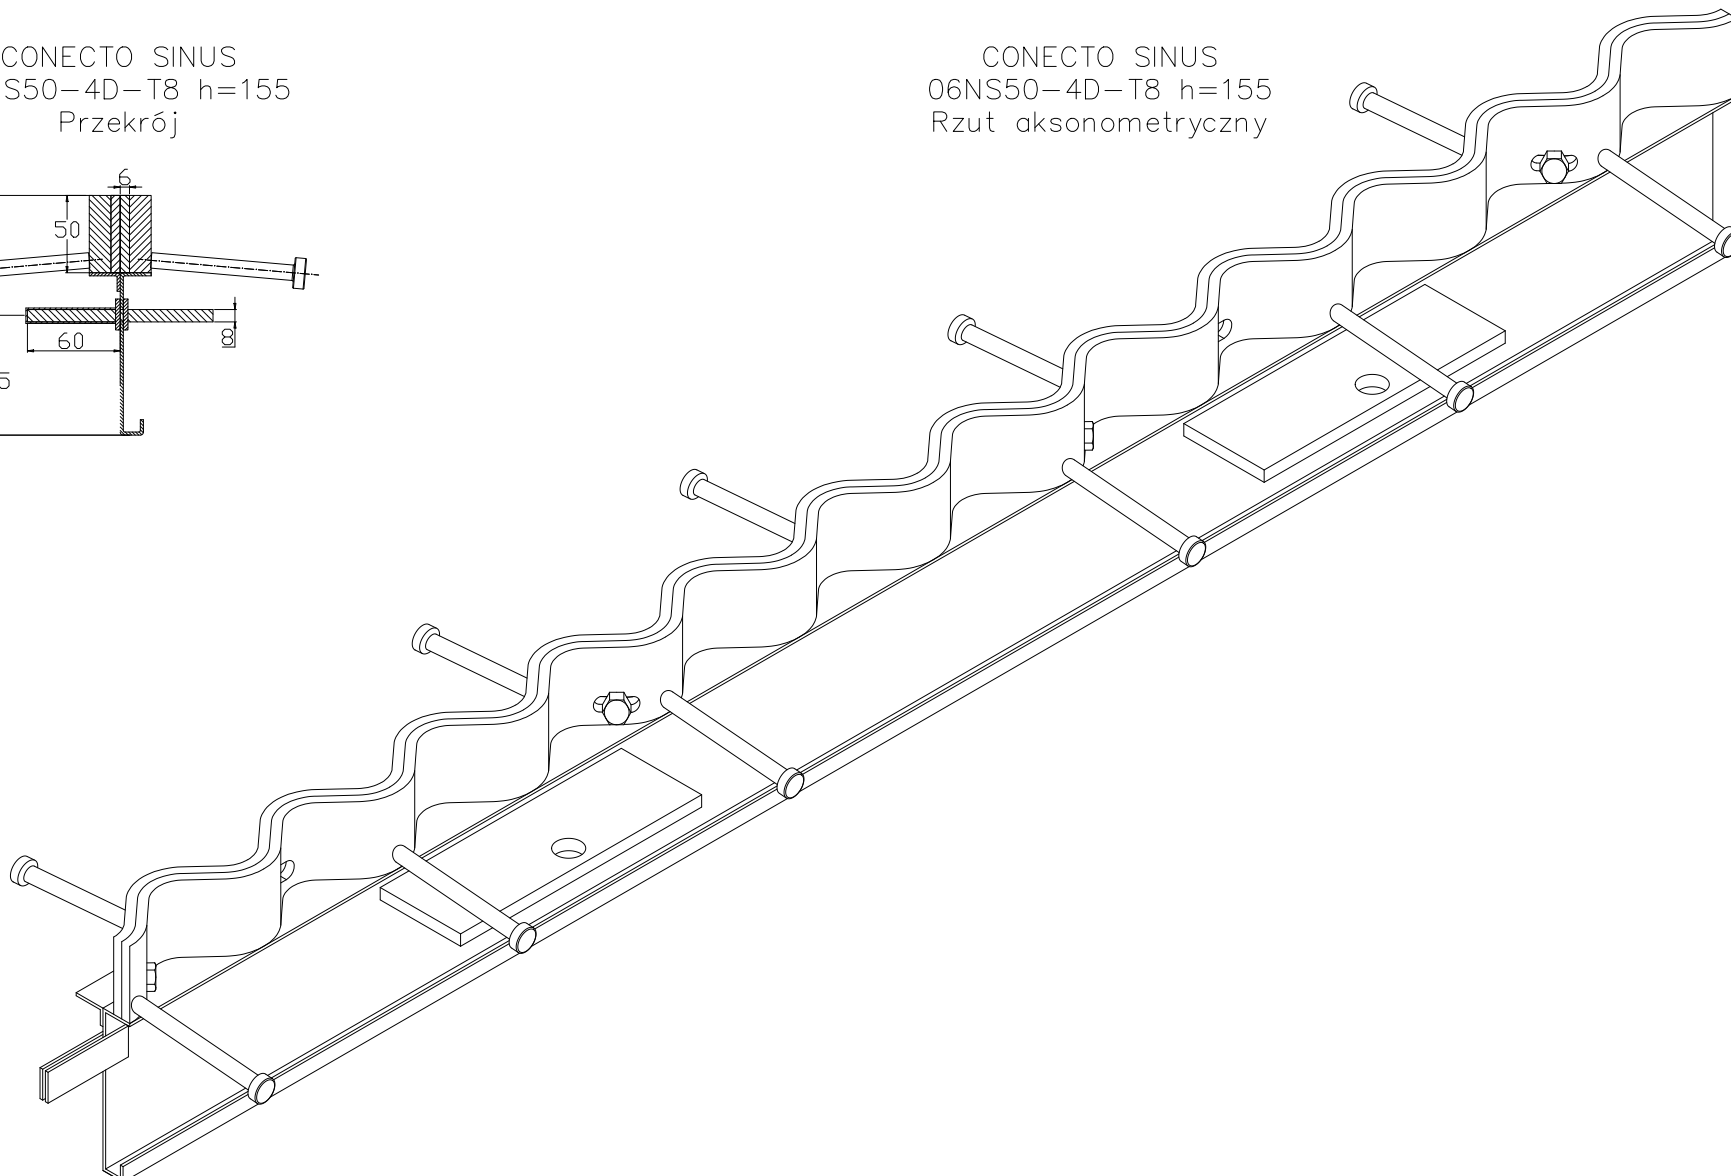 CONECTO SINUS
S50-4D-T8 h=155
Przekrój
CONECTO SINUS
06NS50-4D-T8 h=155
Rzut aksonometryczny
6
50
60
8
5